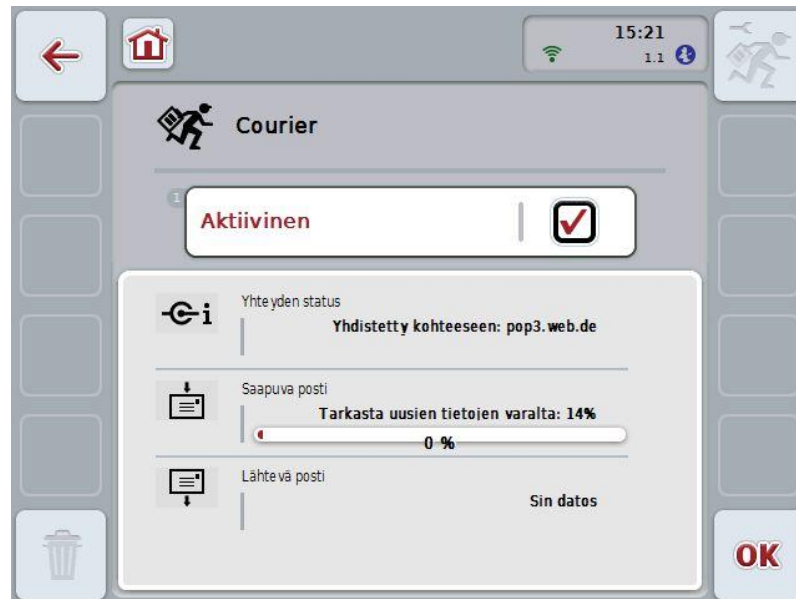 15:21
1.1
Courier
I
Aktiivinen
Yhteyden status
Yhdistetty kohteeseen: pop3.web.de
Saapuva posti
Tarkasta uusien tietojen varalta: 14%
0 %
Lähtevä posti
Sin datos
OK